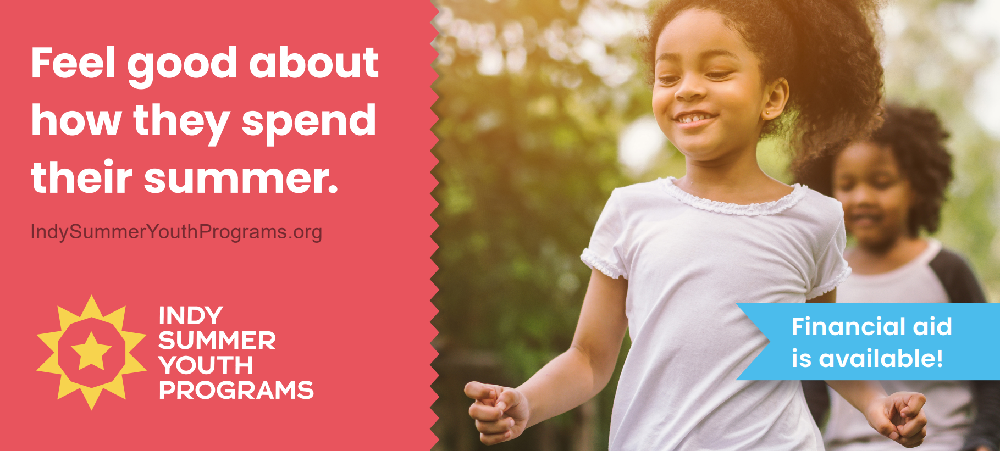 Feel good about
how they spend
their summer.
IndySummerYouthPrograms.org
INDY
SUMMER
YOUTH
PROGRAMS
Financial aid
is available!